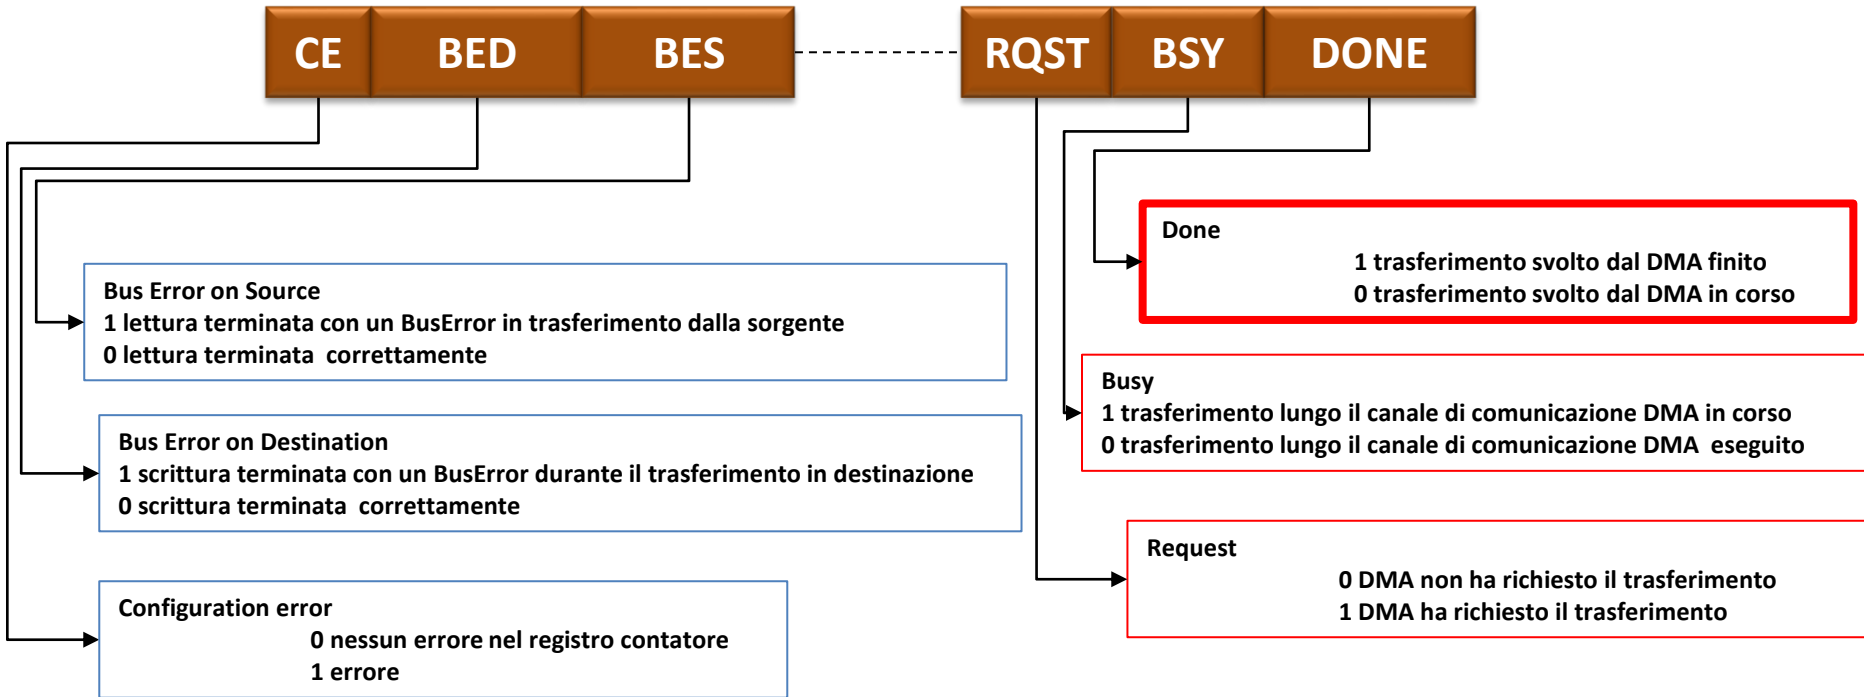 CE BED BES RQST BSY DONE
Bus Error on Source
1 lettura terminata con un BusError in trasferimento dalla sorgente
0 lettura terminata  correttamente
Bus Error on Destination
1 scrittura terminata con un BusError durante il trasferimento in destinazione
0 scrittura terminata  correttamente
Configuration error
0 nessun errore nel registro contatore
1 errore
Done
1 trasferimento svolto dal DMA finito
0 trasferimento svolto dal DMA in corso
Busy
1 trasferimento lungo il canale di comunicazione DMA in corso
0 trasferimento lungo il canale di comunicazione DMA  eseguito
Request
0 DMA non ha richiesto il trasferimento
1 DMA ha richiesto il trasferimento